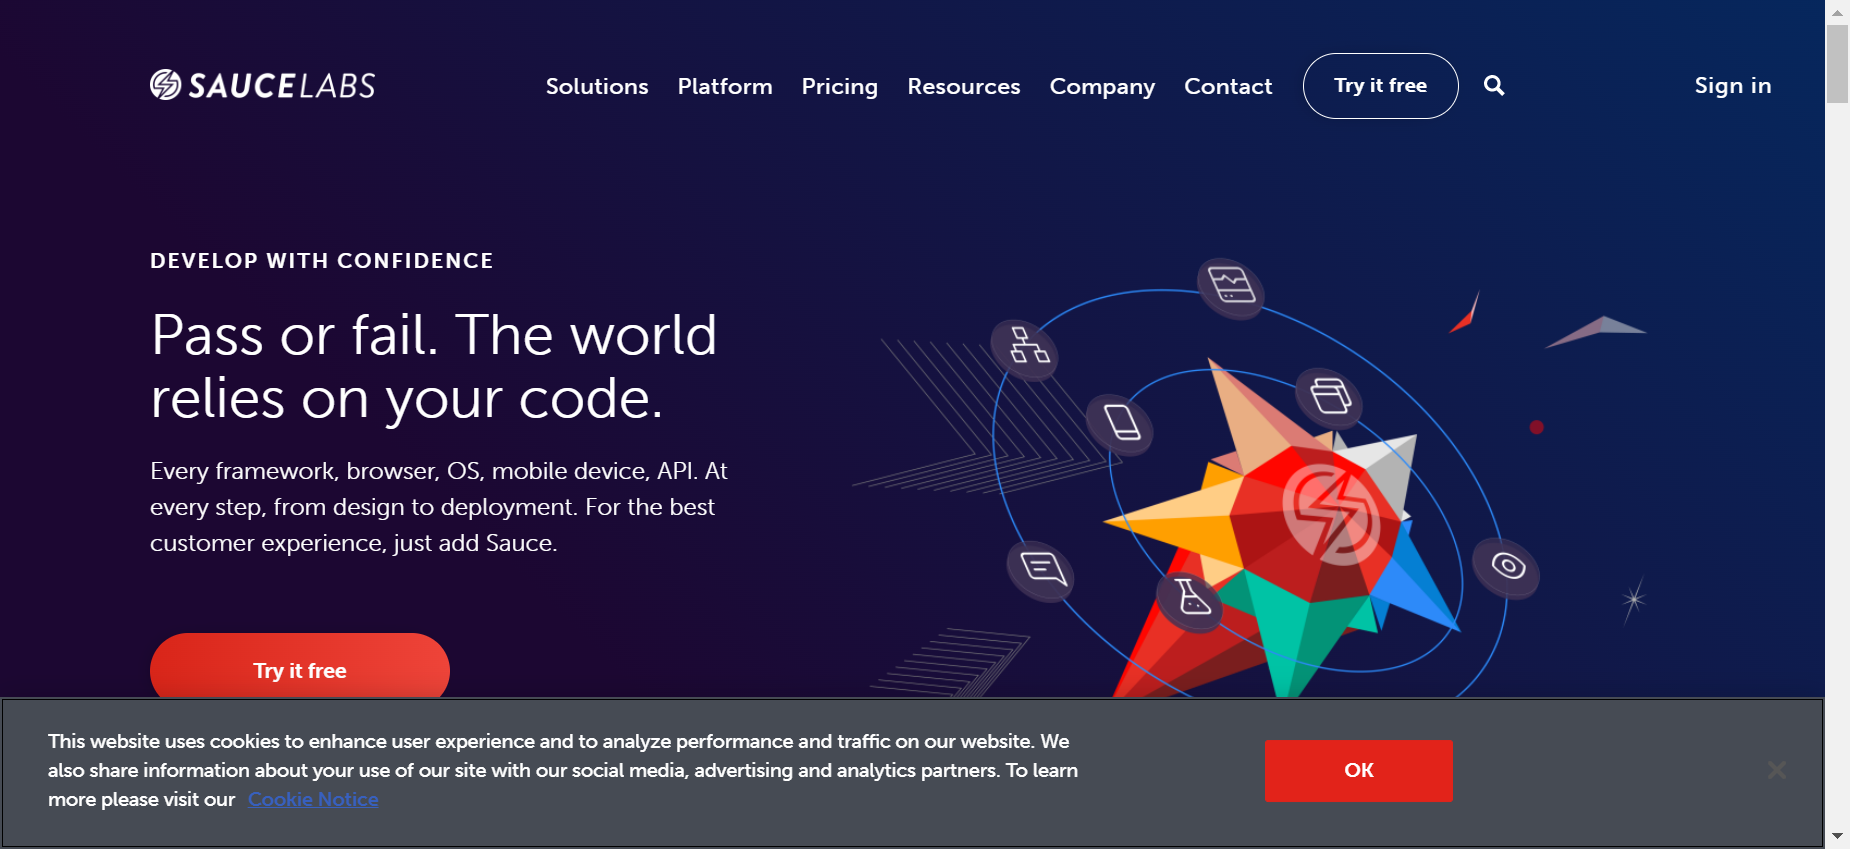 SAUCELABS
Solutions Platform Pricing Resources Company Contact Try it free Sign in
DEVELOP WITH CONFIDENCE
Pass or fail. The world
relies on your code.
Every framework, browser, OS, mobile device, API. At
every step, from design to deployment. For the best
customer experience, just add Sauce.
Try it free
This website uses cookies to enhance user experience and to analyze performance and traffic on our website. We
also share information about your use of our site with our social media, advertising and analytics partners. To learn
more please visit our Cookie Notice
OK